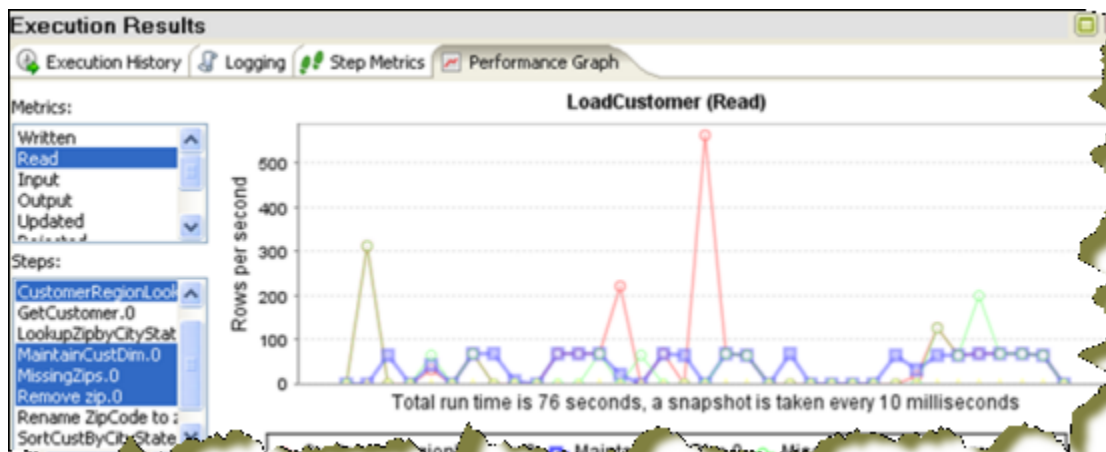 Execution Results
Execution History Logging Step Metrics Performance Graph
Metrics:
Written
Read
Input
Output
Updated
Steps:
CustomerRegionLook
GetCustomer.0
LookupZipbyCityStat
MaintainCustDim.0
MissingZips.0
Remove zip.0
Rename ZipCode to z
SortCustByCityState
LoadCustomer (Read)
Rows per second
500
400
300
200
100
0
Total run time is 76 seconds, a snapshot is taken every 10 milliseconds